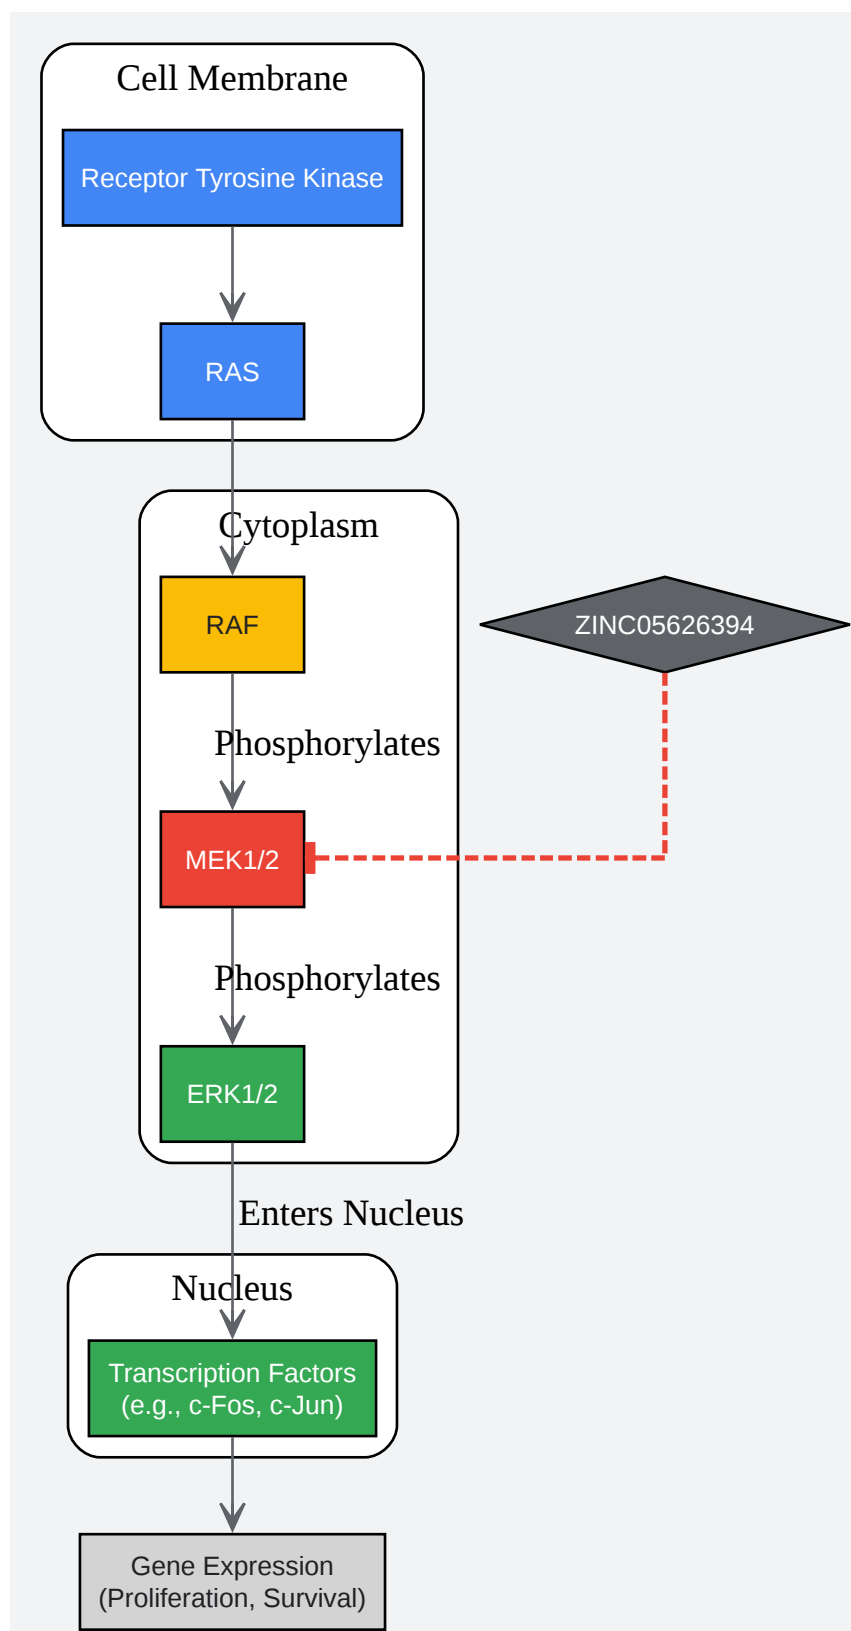 Cell Membrane
Receptor Tyrosine Kinase
RAS
Cytoplasm
RAF
ZINC05626394
Phosphorylates
MEK1/2
Phosphorylates
ERK1/2
Enters Nucleus
Nucleus
Transcription Factors
(e.g., c-Fos, c-Jun)
Gene Expression
(Proliferation, Survival)